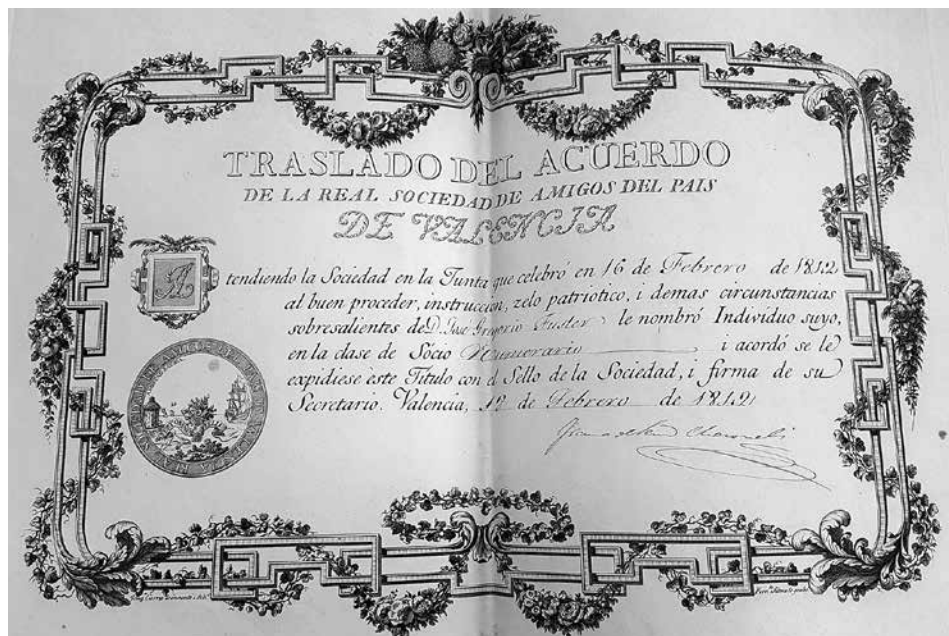 TRASLADO DEL ACUERDO
DE LA REAL SOCIEDAD DE AMIGOS DEL PAIS
DE VALENCIA
Atendiendo la Sociedad en la Junta que celebró en 16 de Febrero de 1812
al buen proceder, instruccion, zelo patriotico, i demas circunstancias
sobresalientes de D. Jose Gregorio Fuster le nombró Individuo suyo,
en la clase de Sócio Numerario i acordó se le
expidiese este Titulo con el Sello de la Sociedad, i firma de su
Secretario. Valencia, de Febrero de 1812